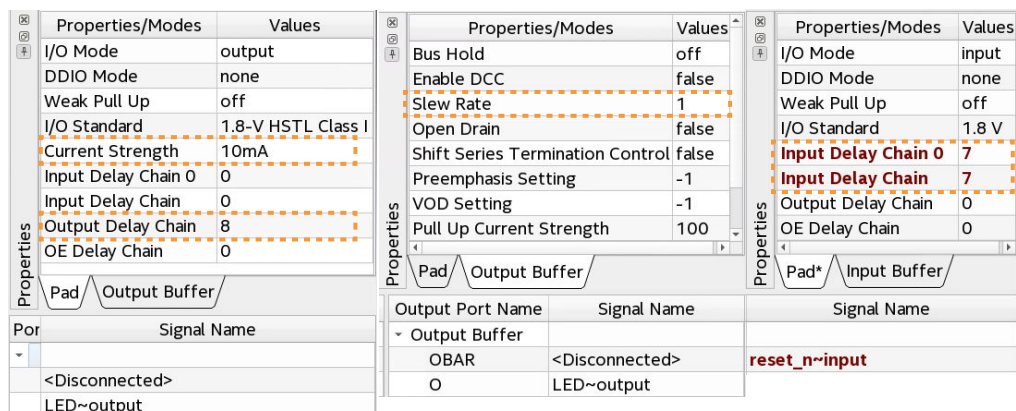 Properties/Modes Values
I/O Mode output
DDIO Mode none
Weak Pull Up off
I/O Standard 1.8-V HSTL Class I
Current Strength 10mA
Input Delay Chain 0 0
Input Delay Chain 0
Output Delay Chain 8
OE Delay Chain 0
Properties
Pad Output Buffer
Por Signal Name
<Disconnected>
LED~output
Properties/Modes Values
Bus Hold off
Enable DCC false
Slew Rate 1
Open Drain false
Shift Series Termination Control false
Preemphasis Setting -1
VOD Setting -1
Pull Up Current Strength 100
Properties
Pad Output Buffer
Output Port Name Signal Name
Output Buffer
OBAR <Disconnected>
O LED~output
Properties/Modes Values
I/O Mode input
DDIO Mode none
Weak Pull Up off
I/O Standard 1.8 V
Input Delay Chain 0 7
Input Delay Chain 7
Output Delay Chain 0
OE Delay Chain 0
Properties
Pad* Input Buffer
Signal Name
reset_n~input